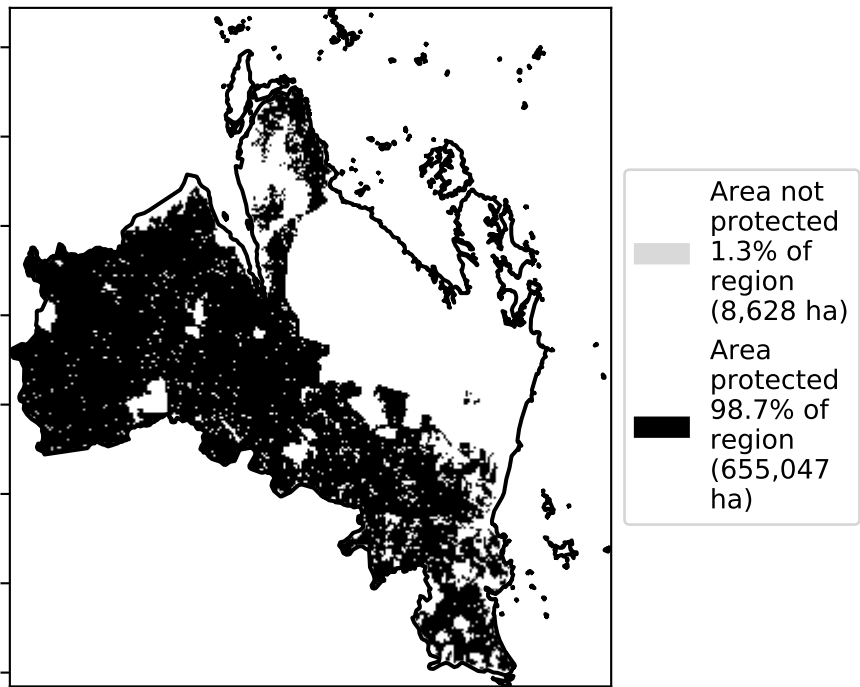 Area not
protected
1.3% of
region
(8,628 ha)
Area
protected
98.7% of
region
(655,047
ha)